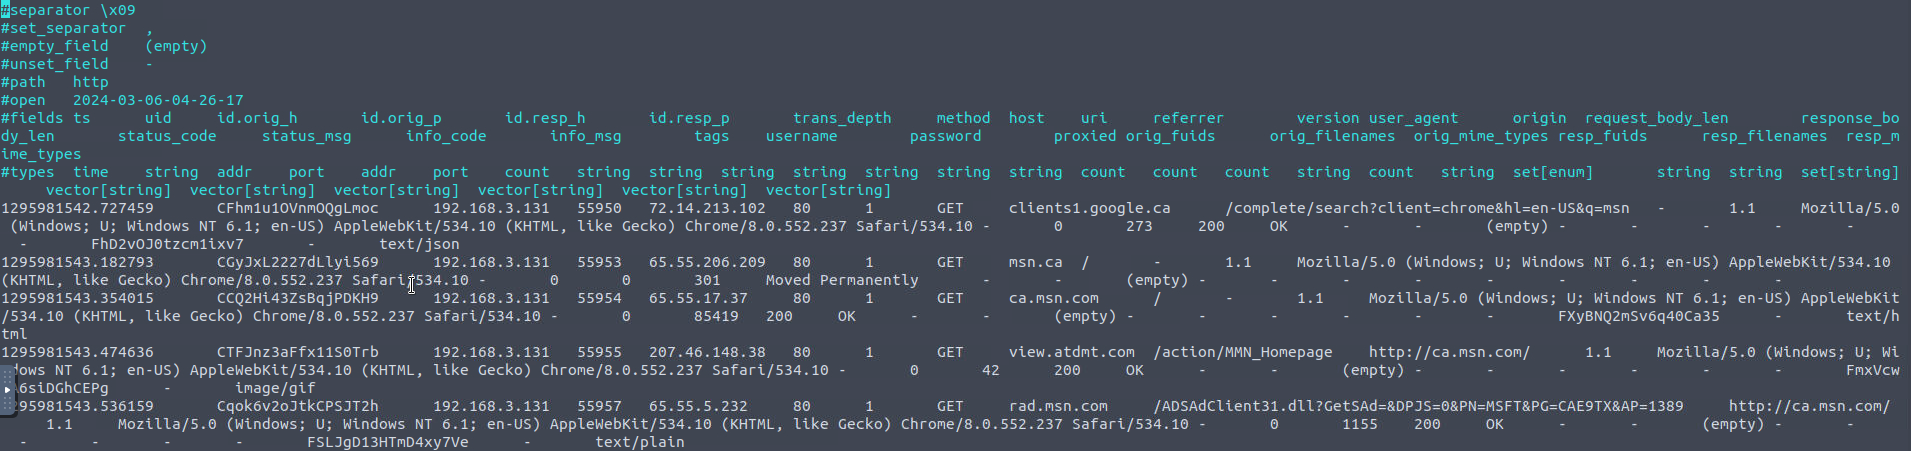 #separator \x09
#set_separator	,
#empty_field	(empty)
#unset_field	-
#path	http
#open	2024-03-06-04-26-17
#fields	ts	uid	id.orig_h	id.orig_p	id.resp_h	id.resp_p	trans_depth	method	host	uri	referrer	version	user_agent	origin	request_body_len	response_bo
dy_len	status_code	status_msg	info_code	info_msg	tags	username	password	proxied	orig_fuids	orig_filenames	orig_mime_types	resp_fuids	resp_filenames	resp_m
ime_types
#types	time	string	addr	port	addr	port	count	string	string	string	string	string	string	string	count	count	count	string	count	string	set[enum]	string	string	set[string]
vector[string]	vector[string]	vector[string]	vector[string]	vector[string]	vector[string]
1295981542.727459	CFhm1u1OVnmOQgLmoc	192.168.3.131	55950	72.14.213.102	80	1	GET	clients1.google.ca	/complete/search?client=chrome&hl=en-US&q=msn	-	1.1	Mozilla/5.0
(Windows; U; Windows NT 6.1; en-US) AppleWebKit/534.10 (KHTML, like Gecko) Chrome/8.0.552.237 Safari/534.10	-	0	273	200	OK	-	-	(empty)	-	-	-	-	-
-	FhD2vOJ0tzcm1ixv7	-	text/json
1295981543.182793	CGyJxL2227dLlyi569	192.168.3.131	55953	65.55.206.209	80	1	GET	msn.ca	/	-	1.1	Mozilla/5.0 (Windows; U; Windows NT 6.1; en-US) AppleWebKit/534.10
(KHTML, like Gecko) Chrome/8.0.552.237 Safari/534.10	-	0	0	301	Moved Permanently	-	-	(empty)	-	-	-	-	-	-	-	-	-
1295981543.354015	CCQ2Hi43ZsBqjPDKH9	192.168.3.131	55954	65.55.17.37	80	1	GET	ca.msn.com	/	-	1.1	Mozilla/5.0 (Windows; U; Windows NT 6.1; en-US) AppleWebKit
/534.10 (KHTML, like Gecko) Chrome/8.0.552.237 Safari/534.10	-	0	85419	200	OK	-	-	(empty)	-	-	-	-	-	-	FXyBNQ2mSv6q40Ca35	-	text/h
tml
1295981543.474636	CTFJnz3aFfx11S0Trb	192.168.3.131	55955	207.46.148.38	80	1	GET	view.atdmt.com	/action/MMN_Homepage	http://ca.msn.com/	1.1	Mozilla/5.0 (Windows; U; Wi
dows NT 6.1; en-US) AppleWebKit/534.10 (KHTML, like Gecko) Chrome/8.0.552.237 Safari/534.10	-	0	42	200	OK	-	-	(empty)	-	-	-	-	-	-	FmxVcw
6siDGhCEPg	-	image/gif
295981543.536159	Cqok6v2oJtkCPSJT2h	192.168.3.131	55957	65.55.5.232	80	1	GET	rad.msn.com	/ADSAdClient31.dll?GetSAd=&DPJS=0&PN=MSFT&PG=CAE9TX&AP=1389	http://ca.msn.com/
1.1	Mozilla/5.0 (Windows; U; Windows NT 6.1; en-US) AppleWebKit/534.10 (KHTML, like Gecko) Chrome/8.0.552.237 Safari/534.10	-	0	1155	200	OK	-	-	(empty)	-	-
-	-	-	-	FSLJgD13HTmD4xy7Ve	-	text/plain